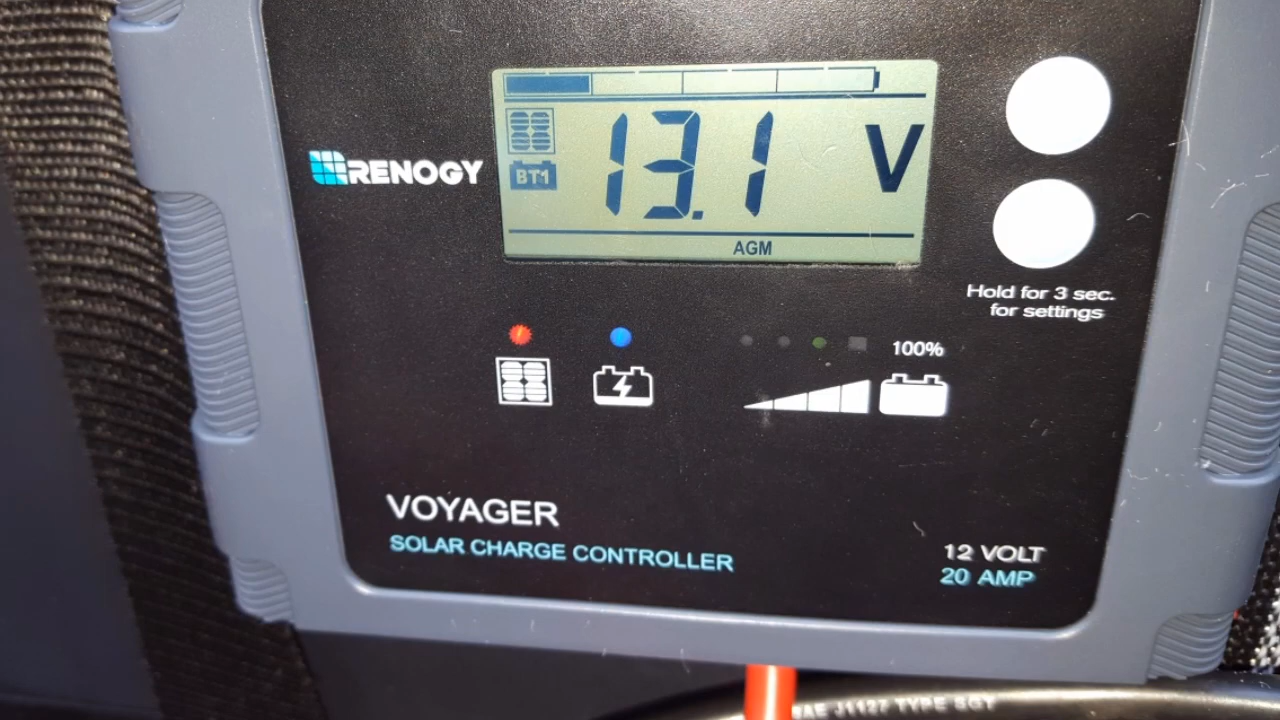 RENOGY
BT1
13.1 V
AGM
Hold for 3 sec.
for settings
100%
VOYAGER
SOLAR CHARGE CONTROLLER
12 VOLT
20 AMP
J1127 TYPE SGT